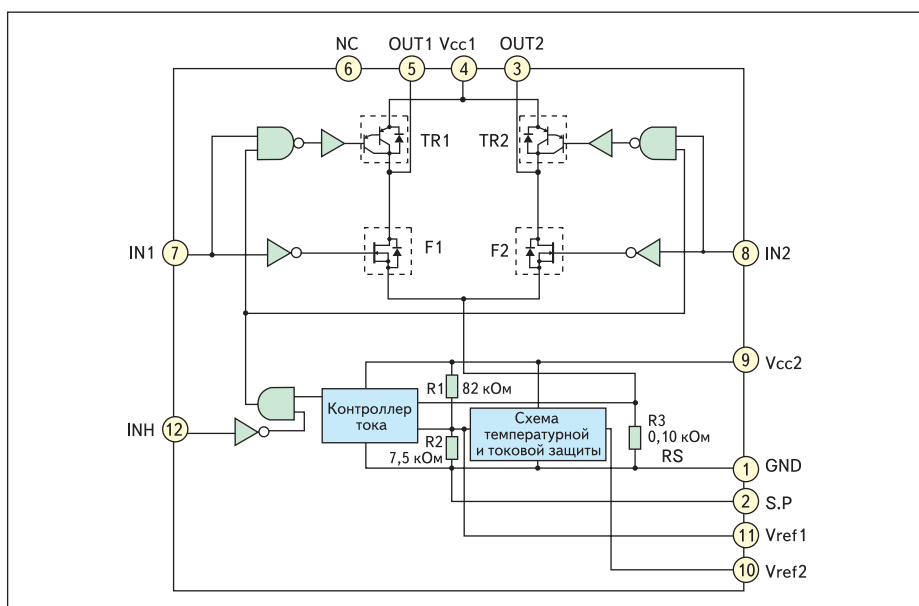 NC OUT1 Vcc1 OUT2
6 5 4 3
TR1 TR2
IN1 7 F1 F2 8 IN2
9 Vcc2
R1 82 кОм
Контроллер
тока
Схема
температурной
и токовой защиты
R3
0,10 кОм
RS
INH 12
R2
7,5 кОм
1 GND
2 S.P
11 Vref1
10 Vref2